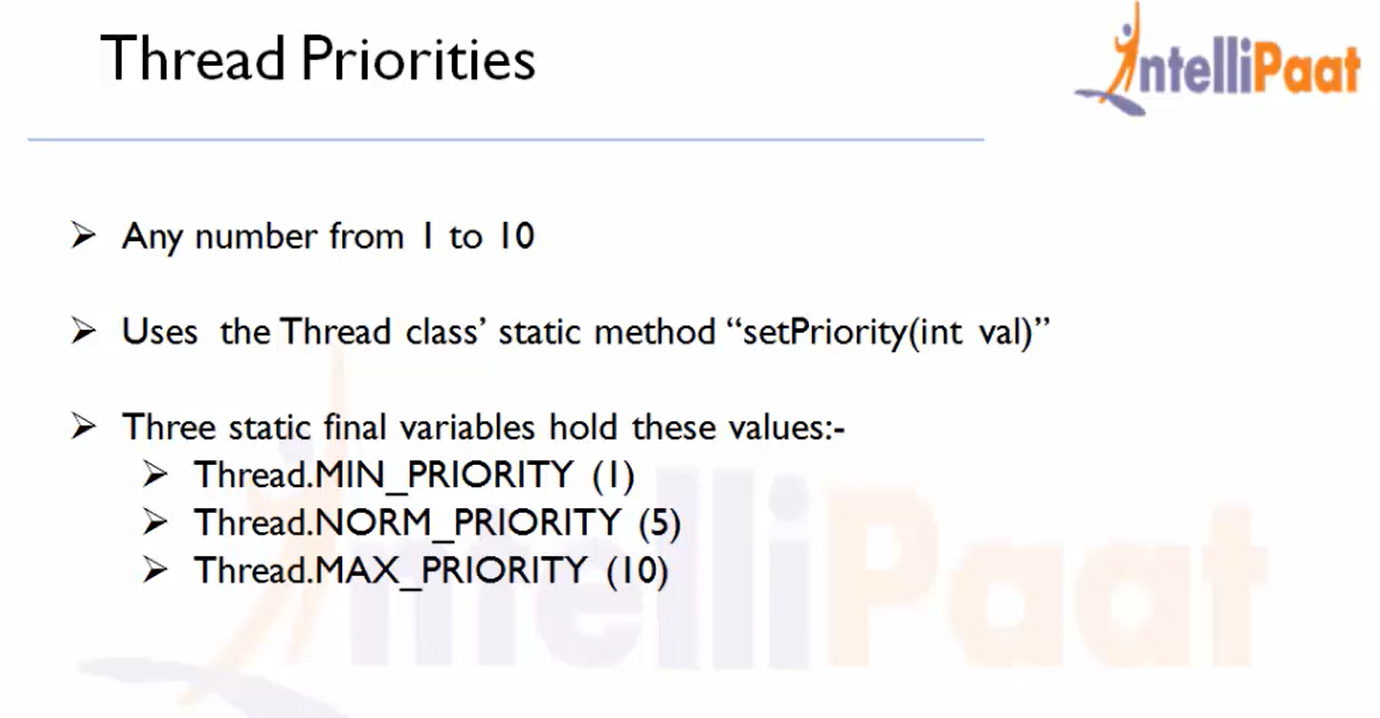 Thread Priorities
IntelliPaat
➢ Any number from 1 to 10
➢ Uses the Thread class’ static method “setPriority(int val)”
➢ Three static final variables hold these values:-
➢ Thread.MIN_PRIORITY (1)
➢ Thread.NORM_PRIORITY (5)
➢ Thread.MAX_PRIORITY (10)
IntelliPaat